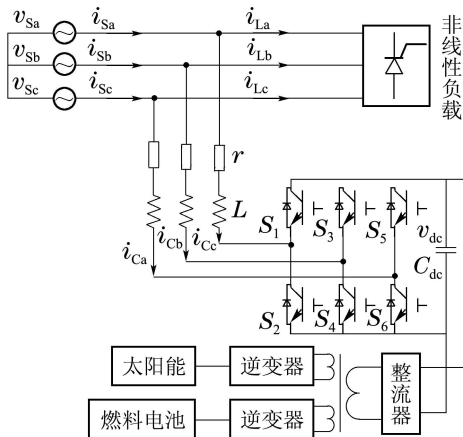 v_Sa i_Sa i_La
v_Sb i_Sb i_Lb
v_Sc i_Sc i_Lc
非线性负载
r
L
i_Ca i_Cb i_Cc
S_1 S_3 S_5
v_dc
C_dc
S_2 S_4 S_6
太阳能 逆变器
燃料电池 逆变器
整流器